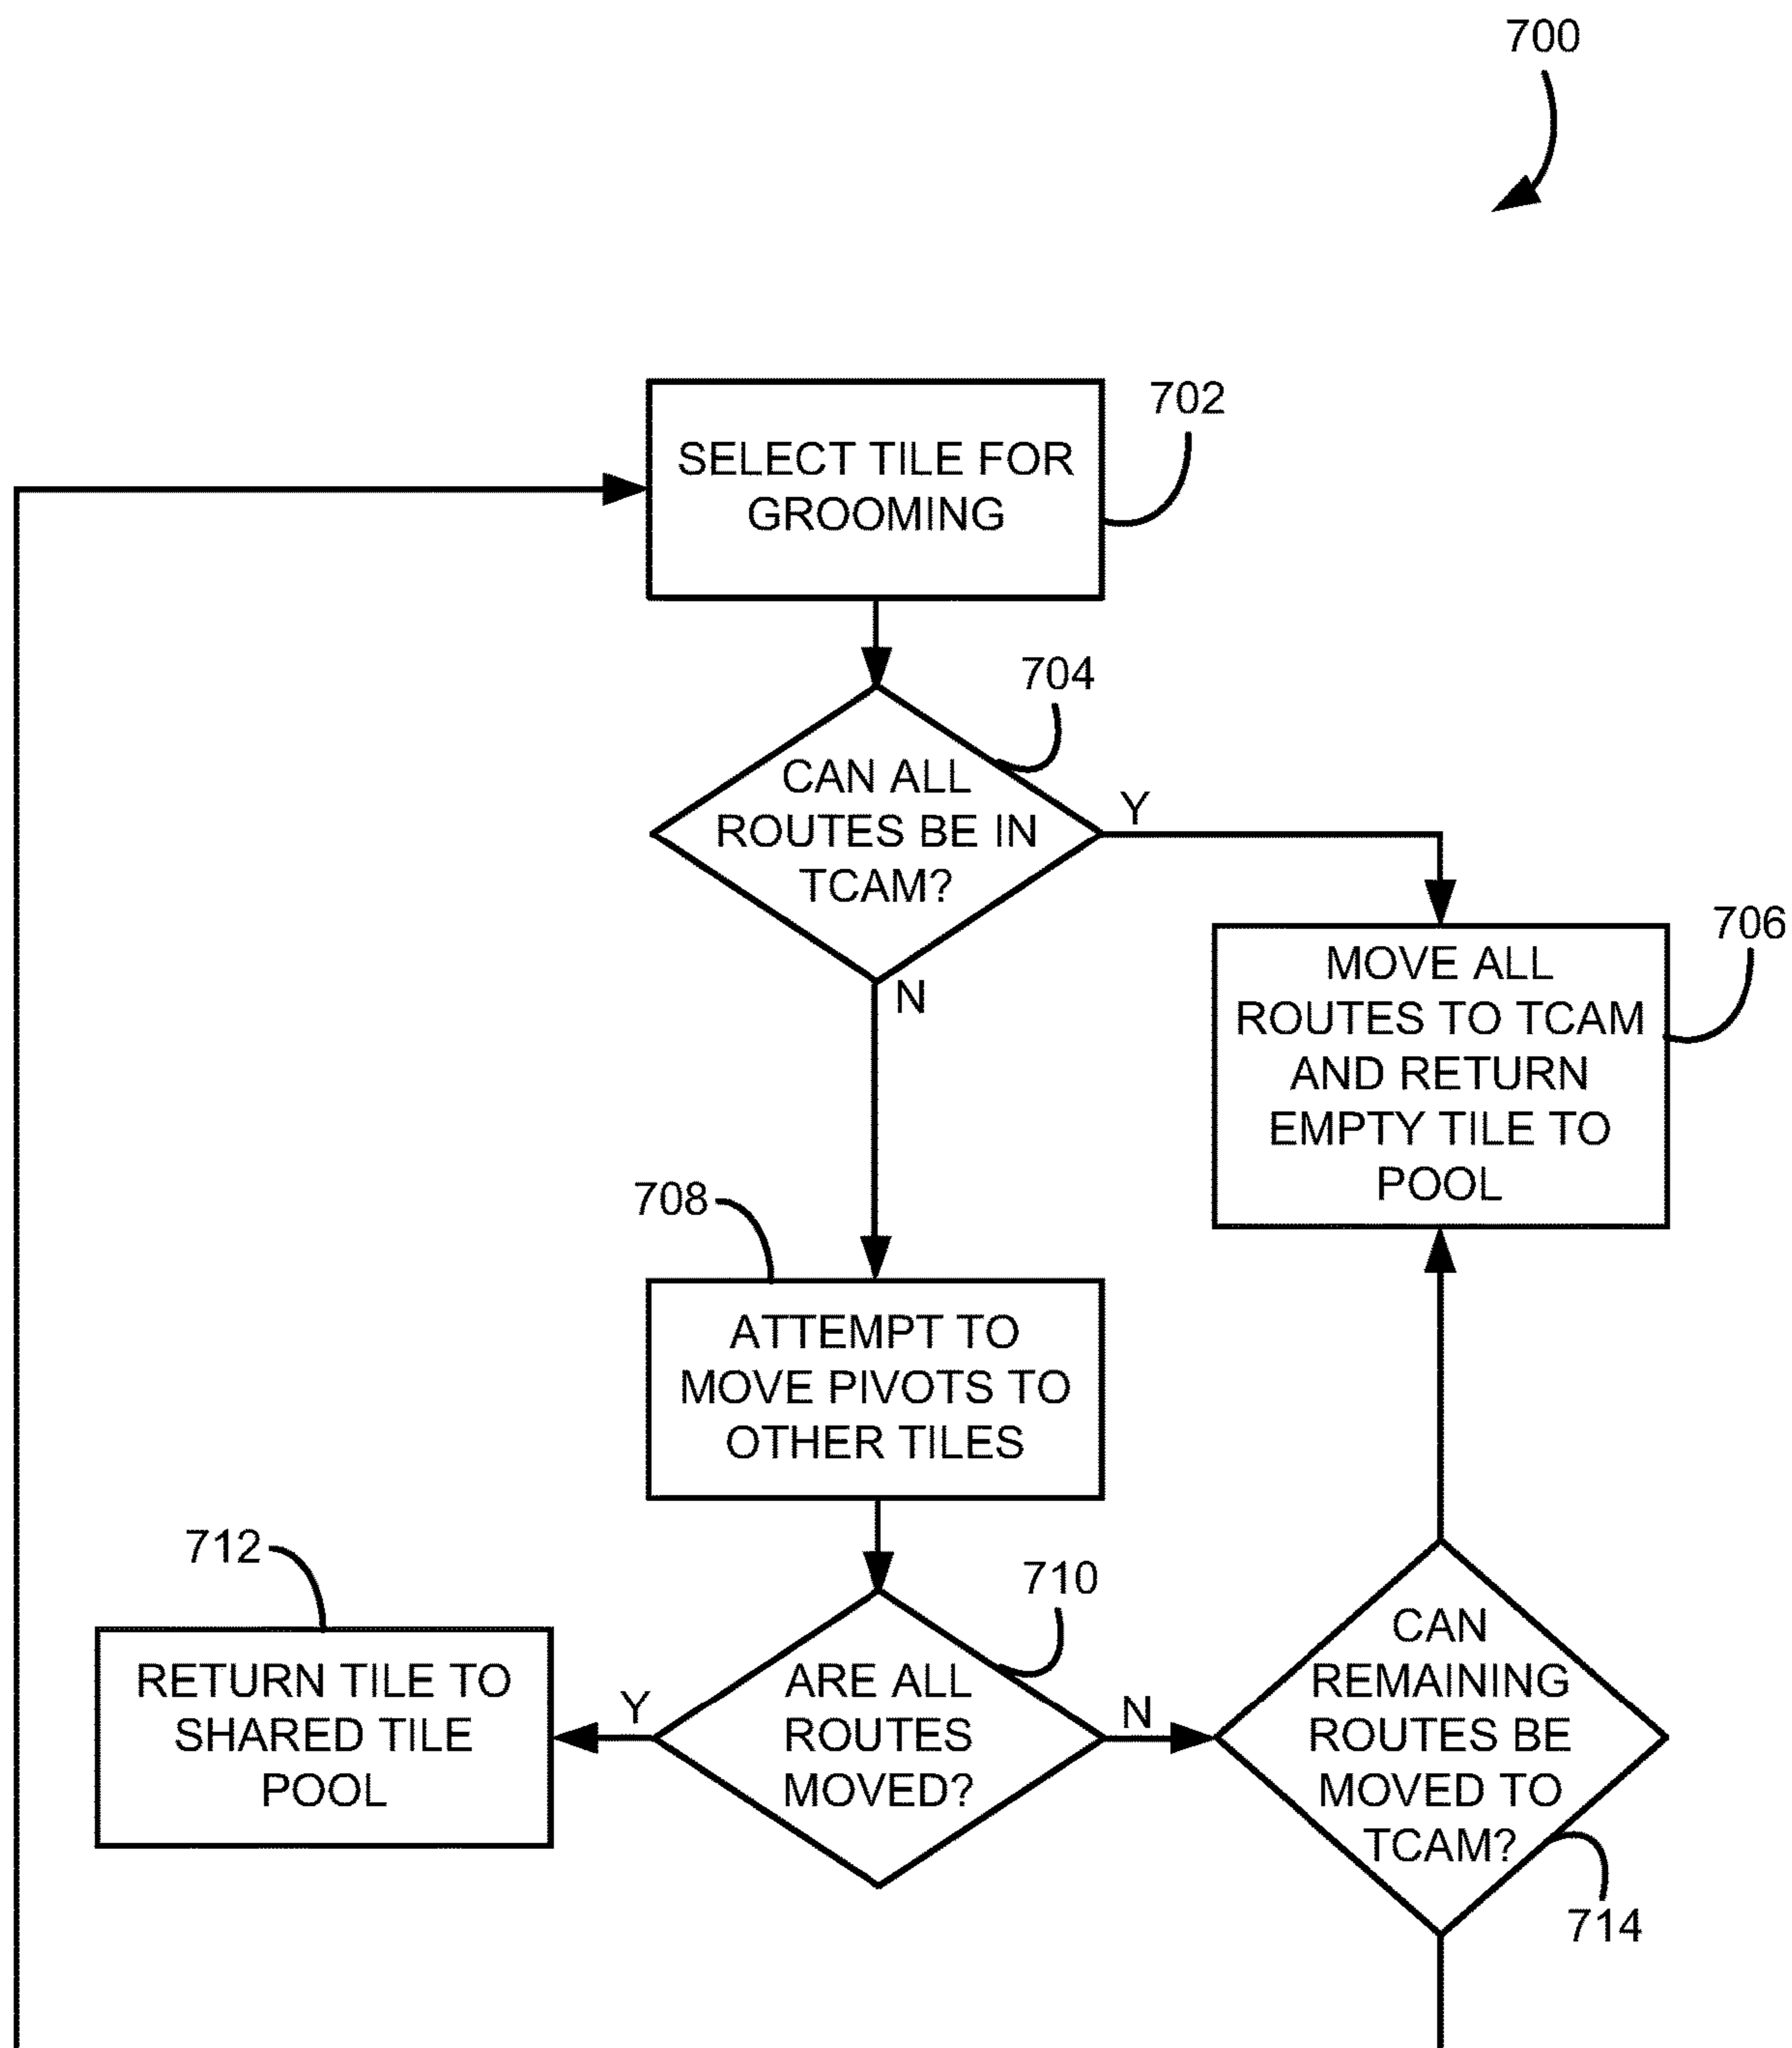 700
702
SELECT TILE FOR
GROOMING
704
CAN ALL
ROUTES BE IN
TCAM?
Y
N
706
MOVE ALL
ROUTES TO TCAM
AND RETURN
EMPTY TILE TO
POOL
708
ATTEMPT TO
MOVE PIVOTS TO
OTHER TILES
712
RETURN TILE TO
SHARED TILE
POOL
Y
710
ARE ALL
ROUTES
MOVED?
N
CAN
REMAINING
ROUTES BE
MOVED TO
TCAM?
714